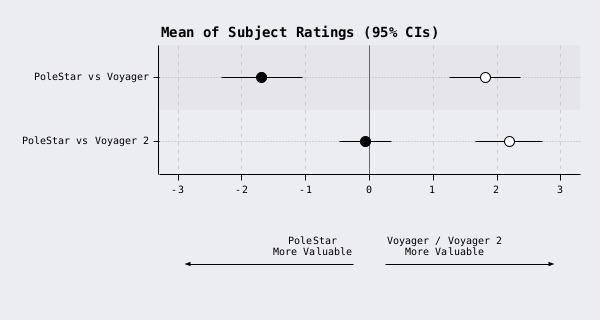 Mean of Subject Ratings (95% CIs)
PoleStar vs Voyager
PoleStar vs Voyager 2
-3 -2 -1 0 1 2 3
PoleStar
More Valuable
Voyager / Voyager 2
More Valuable